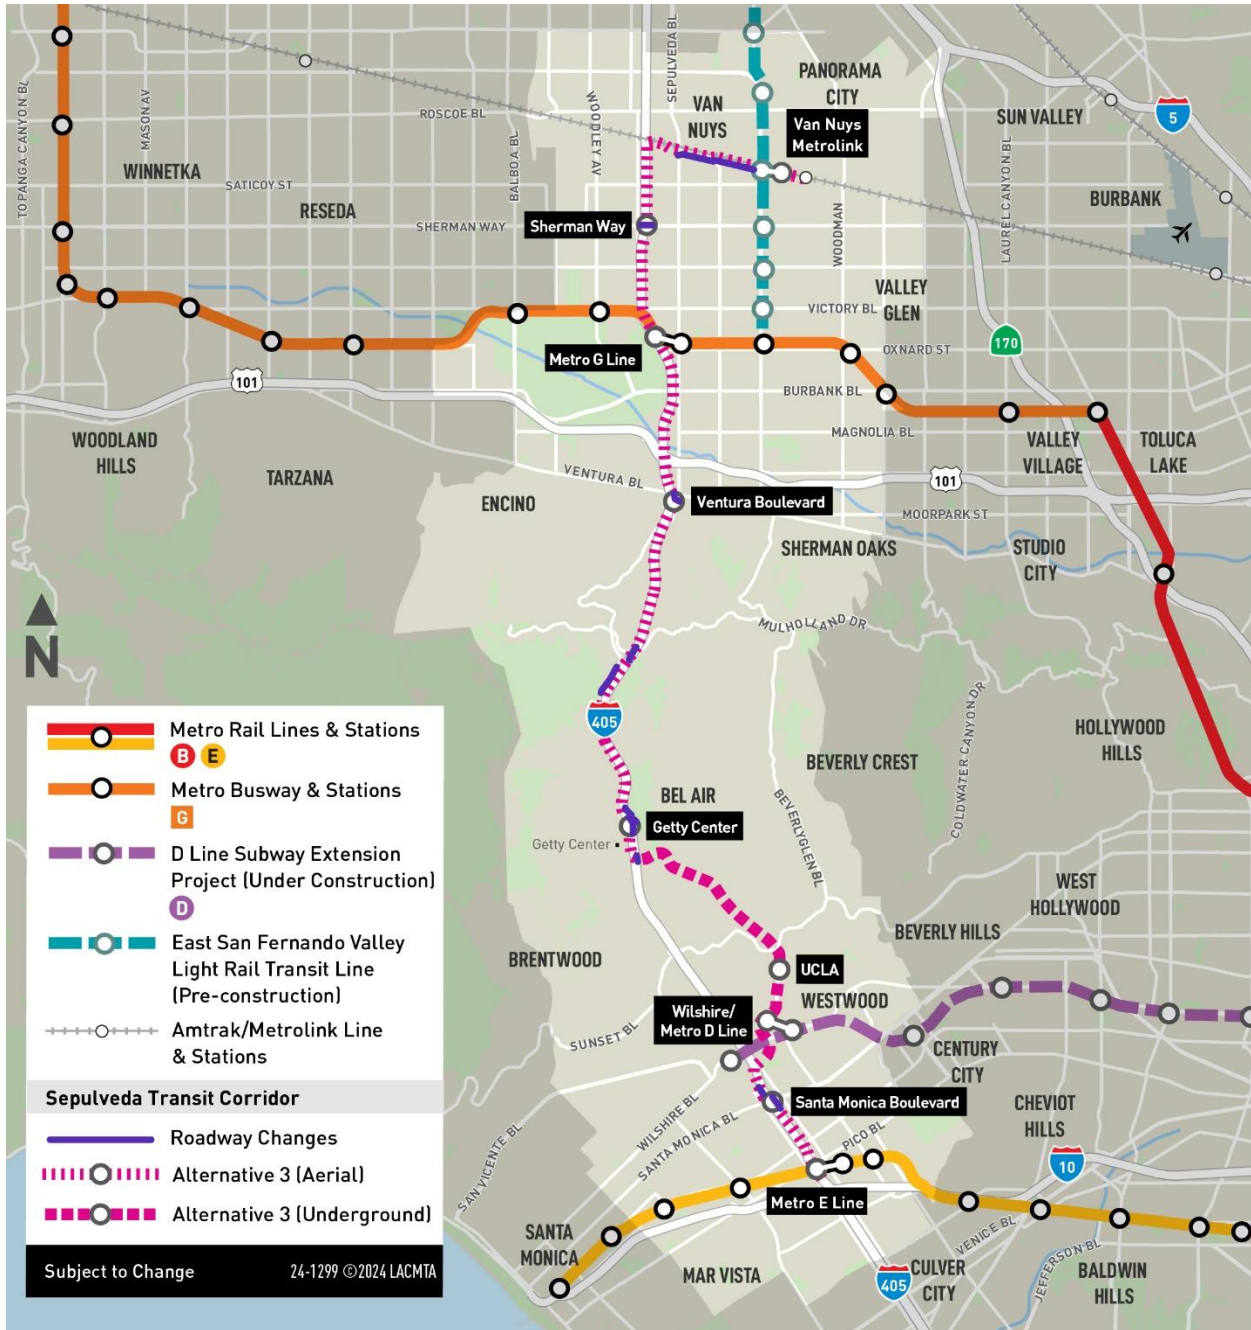 TOPANGA CANYON BL
MASON AV
WINNETKA
SATICOY ST
RESEDA
ROSCOE BL
BALBOA BL
SHERMAN WAY
WOODLEY AV
SEPULVEDA BL
VAN
NUYS
PANORAMA
CITY
Van Nuys
Metrolink
SUN VALLEY
5
LAUREL CANYON BL
BURBANK
Sherman Way
WOODMAN
VALLEY
GLEN
VICTORY BL
OXNARD ST
170
Metro G Line
BURBANK BL
MAGNOLIA BL
101
WOODLAND
HILLS
TARZANA
VENTURA BL
ENCINO
Ventura Boulevard
101
VALLEY
VILLAGE
TOLUCA
LAKE
MOORPARK ST
SHERMAN OAKS
STUDIO
CITY
MULHOLLAND DR
N
405
COLDWATER CANYON DR
HOLLYWOOD
HILLS
BEVERLY CREST
BEL AIR
BEVERLYGLEN BL
Getty Center
Getty Center
WEST
HOLLYWOOD
BEVERLY HILLS
BRENTWOOD
UCLA
WESTWOOD
Wilshire/
Metro D Line
SUNSET BL
CENTURY
CITY
Santa Monica Boulevard
CHEVIOT
HILLS
WILSHIRE BL
SANTA MONICA BL
PICO BL
10
SAN VICENTE BL
Metro E Line
SANTA
MONICA
MAR VISTA
405
CULVER
CITY
VENICE BL
JEFFERSON BL
BALDWIN
HILLS
Metro Rail Lines & Stations
B E
Metro Busway & Stations
G
D Line Subway Extension
Project (Under Construction)
D
East San Fernando Valley
Light Rail Transit Line
(Pre-construction)
Amtrak/Metrolink Line
& Stations
Sepulveda Transit Corridor
Roadway Changes
Alternative 3 (Aerial)
Alternative 3 (Underground)
Subject to Change 24-1299 ©2024 LACMTA